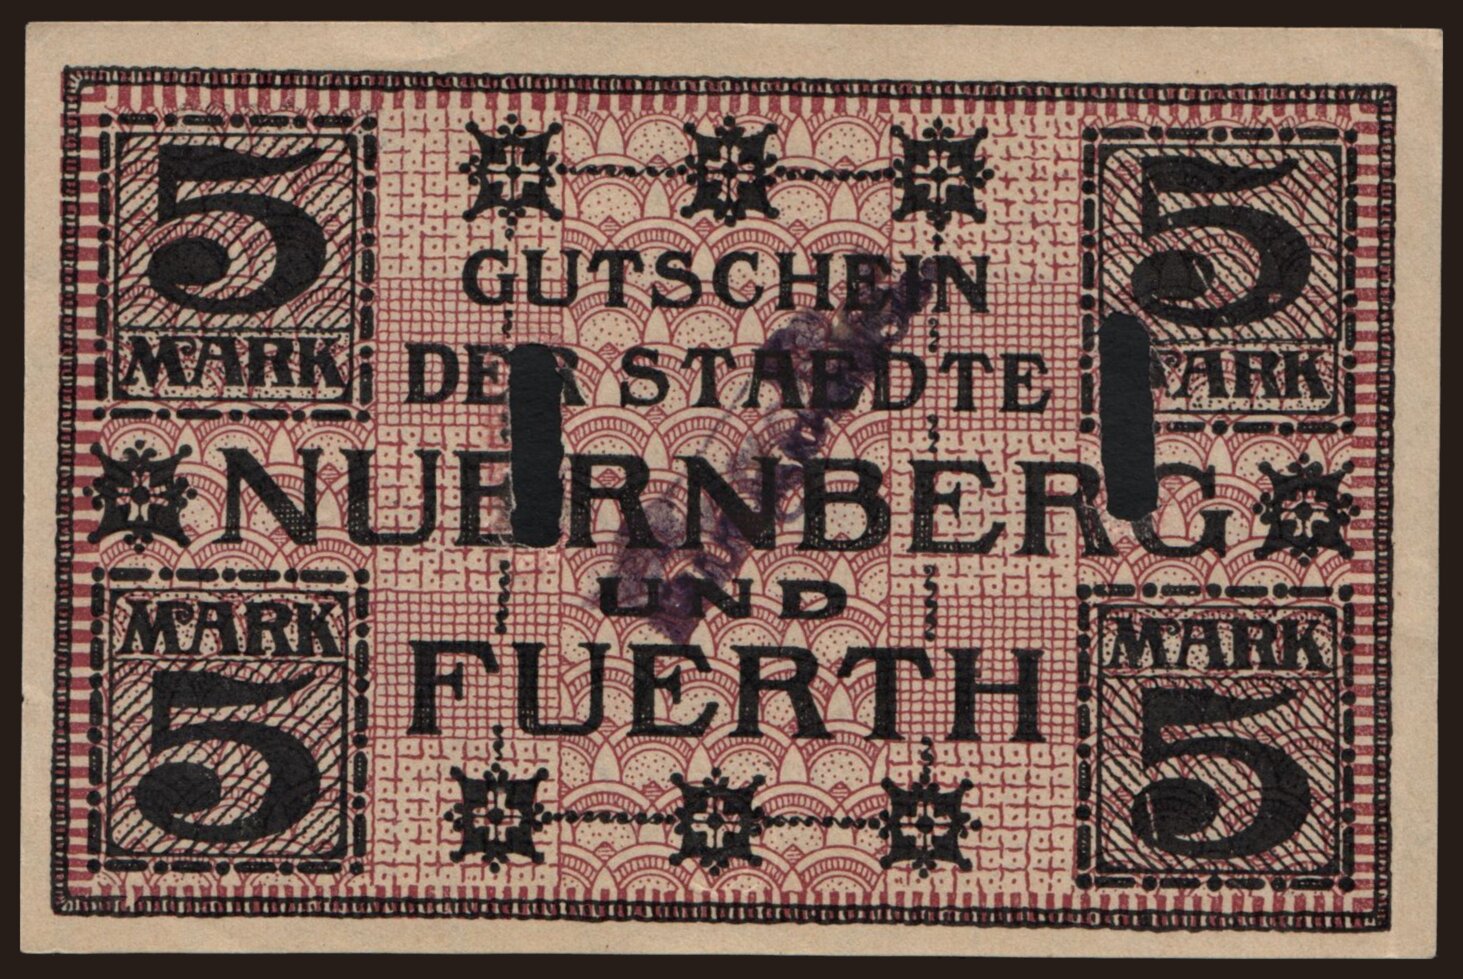 5
MARK
5
MARK
GUTSCHEIN
DER STAEDTE
NUERNBERG
UND
FUERTH
MARK
5
MARK
5